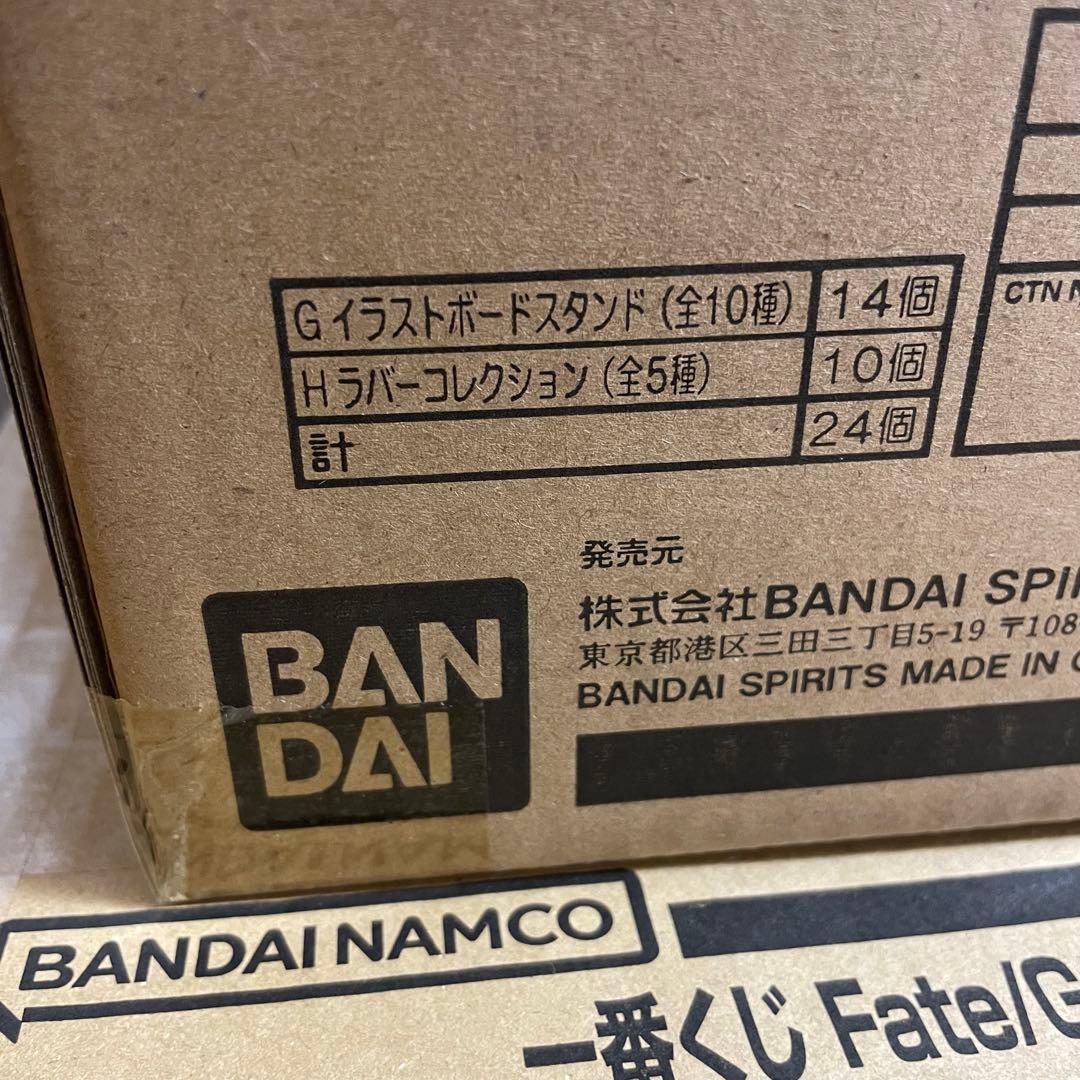 CTN N
G イラストボードスタンド (全10種) 14個
H ラバーコレクション (全5種) 10個
計 24個
発売元
株式会社BANDAI SPI
東京都港区三田三丁目5-19 〒108
BANDAI SPIRITS MADE IN C
BAN
DAI
BANDAI NAMCO
一番くじ Fate/G